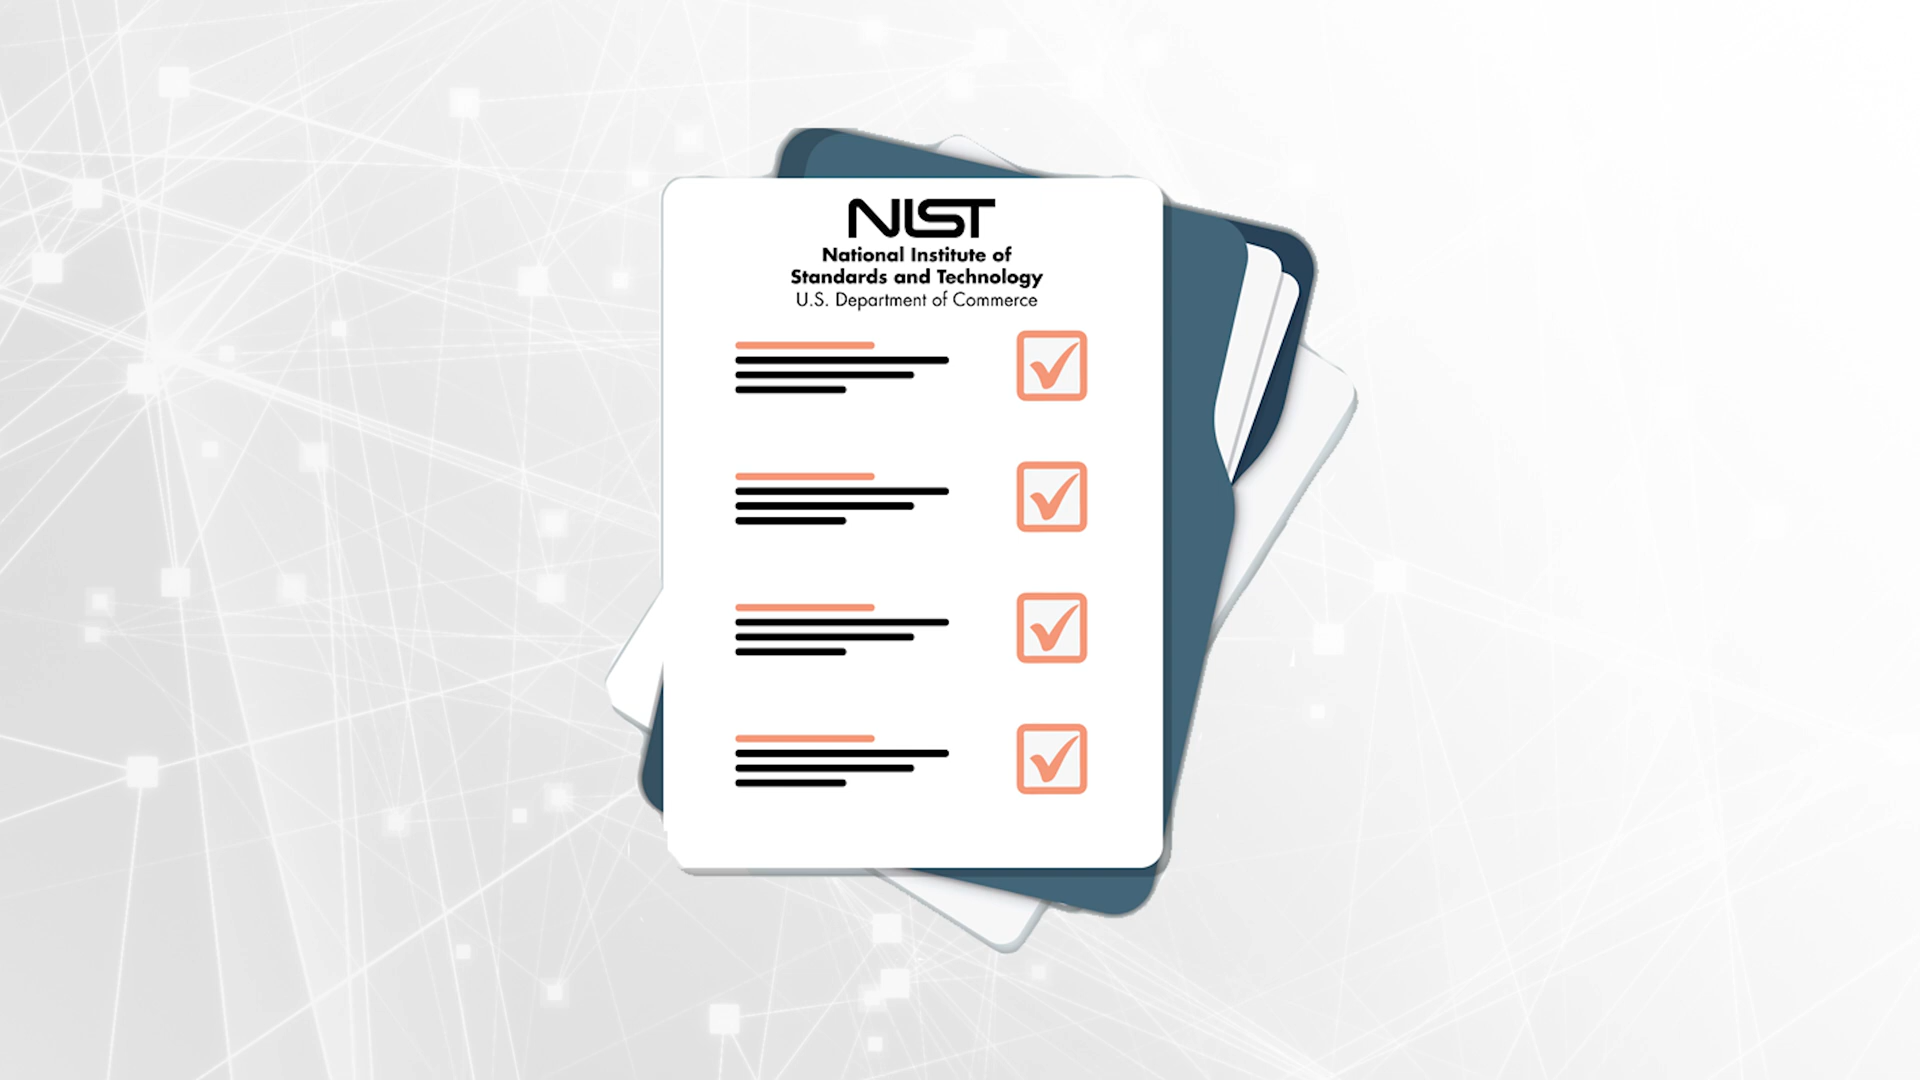 NIST
National Institute of
Standards and Technology
U.S. Department of Commerce